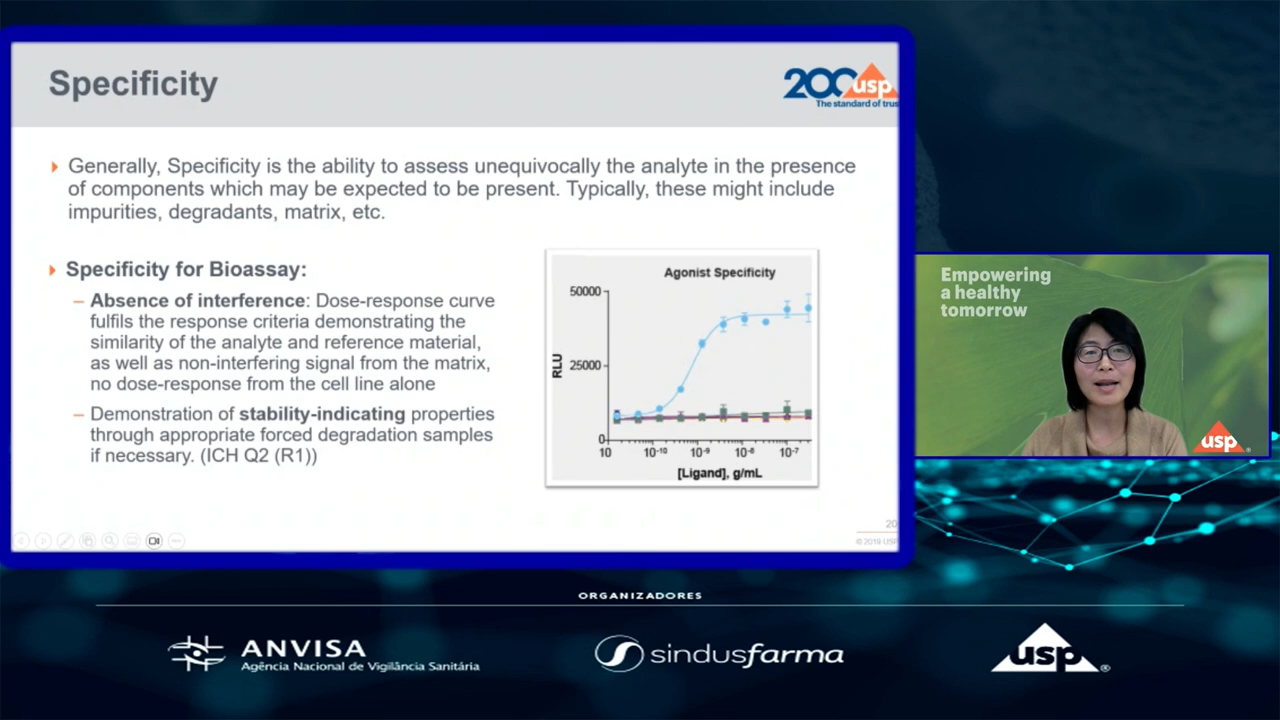 Specificity
200 usp
The standard of trus
Generally, Specificity is the ability to assess unequivocally the analyte in the presence
of components which may be expected to be present. Typically, these might include
impurities, degradants, matrix, etc.
Specificity for Bioassay:
– Absence of interference: Dose-response curve
fulfils the response criteria demonstrating the
similarity of the analyte and reference material,
as well as non-interfering signal from the matrix,
no dose-response from the cell line alone
– Demonstration of stability-indicating properties
through appropriate forced degradation samples
if necessary. (ICH Q2 (R1))
Agonist Specificity
50000
25000
0
RLU
10 10⁻¹⁰ 10⁻⁹ 10⁻⁸ 10⁻⁷
[Ligand], g/mL
20
© 2019 USP
Empowering
a healthy
tomorrow
usp®
ORGANIZADORES
ANVISA
Agência Nacional de Vigilância Sanitária
sindusfarma
usp®